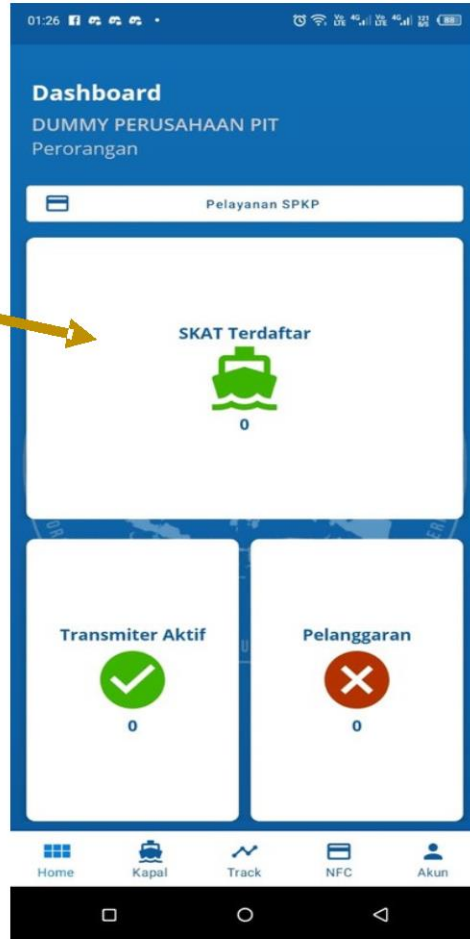 01:26
Dashboard
DUMMY PERUSAHAAN PIT
Perorangan
Pelayanan SPKP
SKAT Terdaftar
0
Transmiter Aktif
0
Pelanggaran
0
Home
Kapal
Track
NFC
Akun